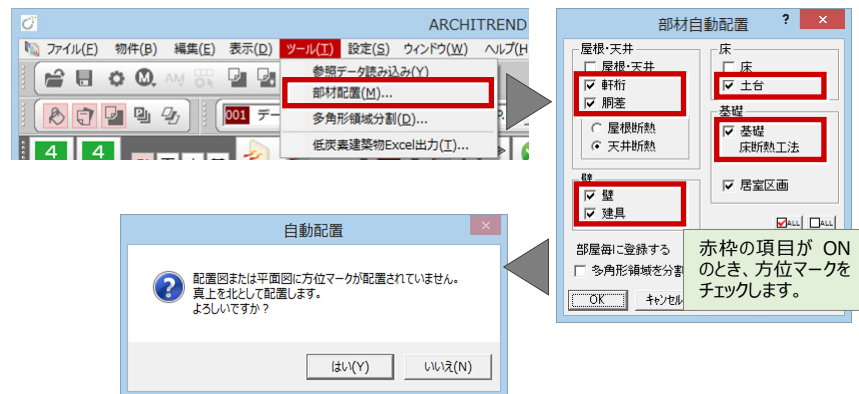 ARCHITREND
ファイル(F) 物件(B) 編集(E) 表示(D) ツール(T) 設定(S) ウィンドウ(W) ヘルプ(H
参照データ読み込み(Y)
部材配置(M)...
多角形領域分割(D)...
低炭素建築物Excel出力(T)...
001 デー
4 4
部材自動配置 ? ×
屋根・天井
屋根・天井
軒桁
胴差
屋根断熱
天井断熱
床
床
土台
基礎
基礎
床断熱工法
壁
壁
建具
居室区画
ALL ALL
部屋毎に登録する
多角形領域を分割
OK キャンセル
赤枠の項目が ON
のとき、方位マークを
チェックします。
自動配置 ×
配置図または平面図に方位マークが配置されていません。
真上を北として配置します。
よろしいですか？
はい(Y) いいえ(N)